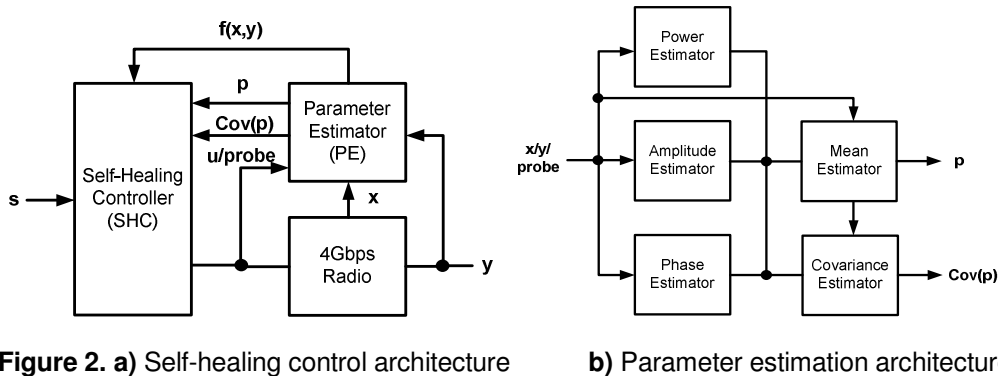 f(x,y)
p
Cov(p)
u/probe
Parameter
Estimator
(PE)
Self-Healing
Controller
(SHC)
s
x
4Gbps
Radio
y
Power
Estimator
x/y/
probe
Amplitude
Estimator
Mean
Estimator
p
Phase
Estimator
Covariance
Estimator
Cov(p)
Figure 2. a) Self-healing control architecture
b) Parameter estimation architectur